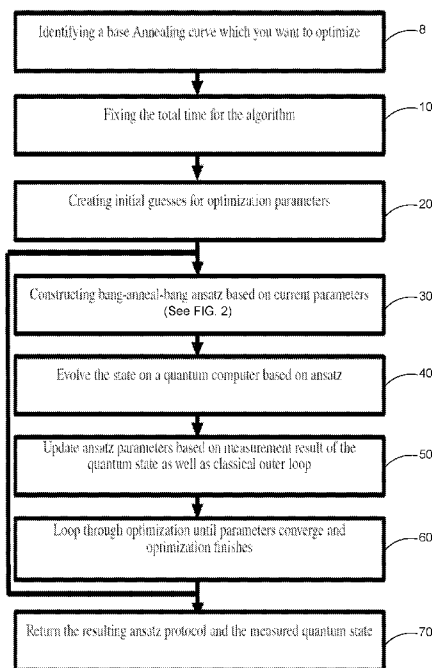 Identifying a base Annealing curve which you want to optimize
8
Fixing the total time for the algorithm
10
Creating initial guesses for optimization parameters
20
Constructing bang-anneal-bang ansatz based on current parameters
(See FIG. 2)
30
Evolve the state on a quantum computer based on ansatz
40
Update ansatz parameters based on measurement result of the
quantum state as well as classical outer loop
50
Loop through optimization until parameters converge and
optimization finishes
60
Return the resulting ansatz protocol and the measured quantum state
70